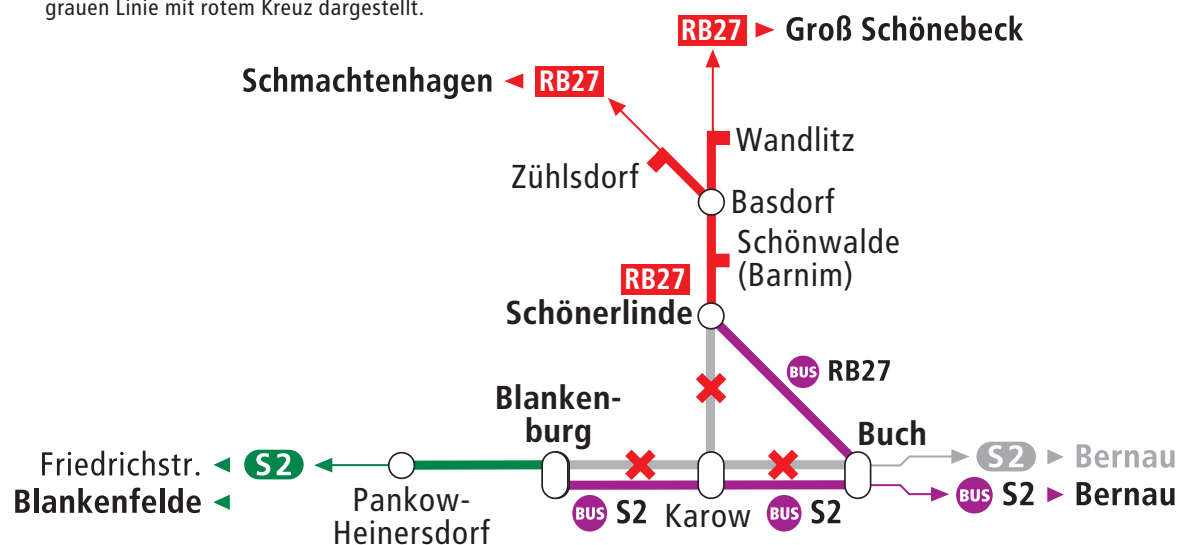 grauen Linie mit rotem Kreuz dargestellt.
RB27 Groß Schönebeck
Schmachtenhagen RB27
Wandlitz
Zühlsdorf
Basdorf
Schönwalde
(Barnim)
RB27
Schönerlinde
BUS RB27
Blanken-
burg
Buch
Friedrichstr. S2
S2 Bernau
Blankenfelde
Pankow-
Heinersdorf
BUS S2
Karow
BUS S2
BUS S2 Bernau